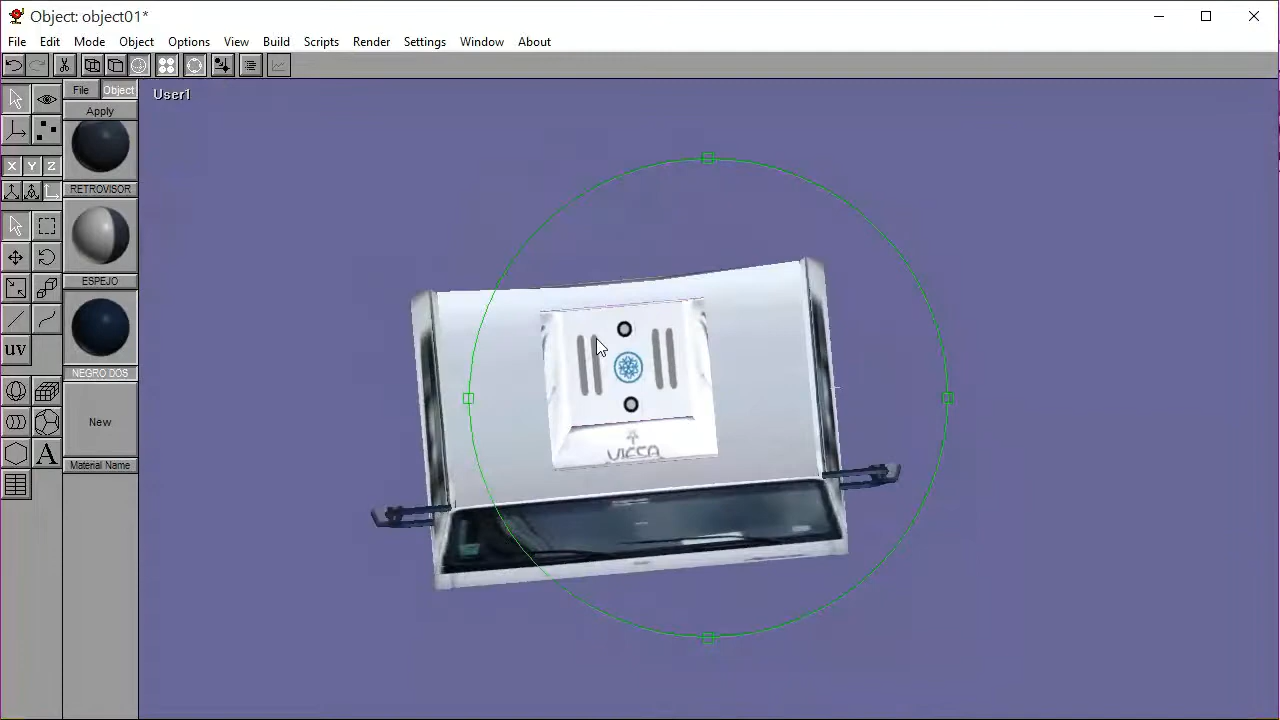 Object: object01*
File Edit Mode Object Options View Build Scripts Render Settings Window About
File Object
Apply
User1
RETROVISOR
ESPEJO
NEGRO DOS
New
Material Name
X Y Z
uv
A
VICCA